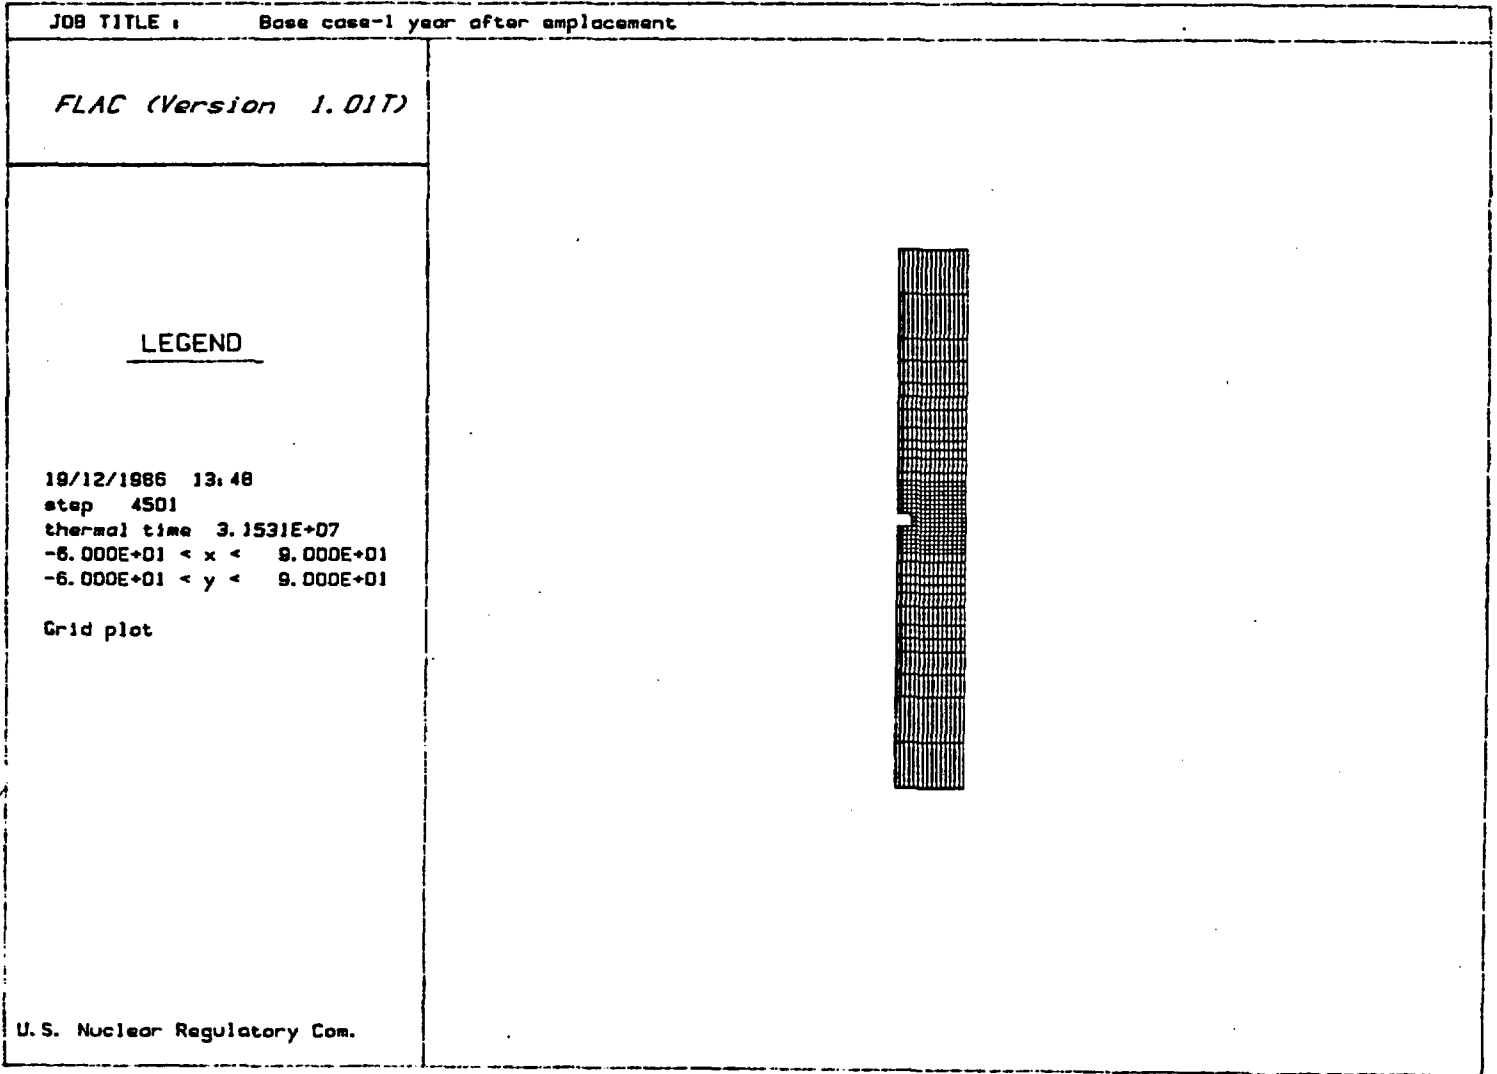 JOB TITLE : Base case-1 year after emplacement
FLAC (Version 1.01T)
LEGEND
19/12/1986 13:48
step 4501
thermal time 3.1531E+07
-6.000E+01 < x < 9.000E+01
-6.000E+01 < y < 9.000E+01
Grid plot
U.S. Nuclear Regulatory Com.